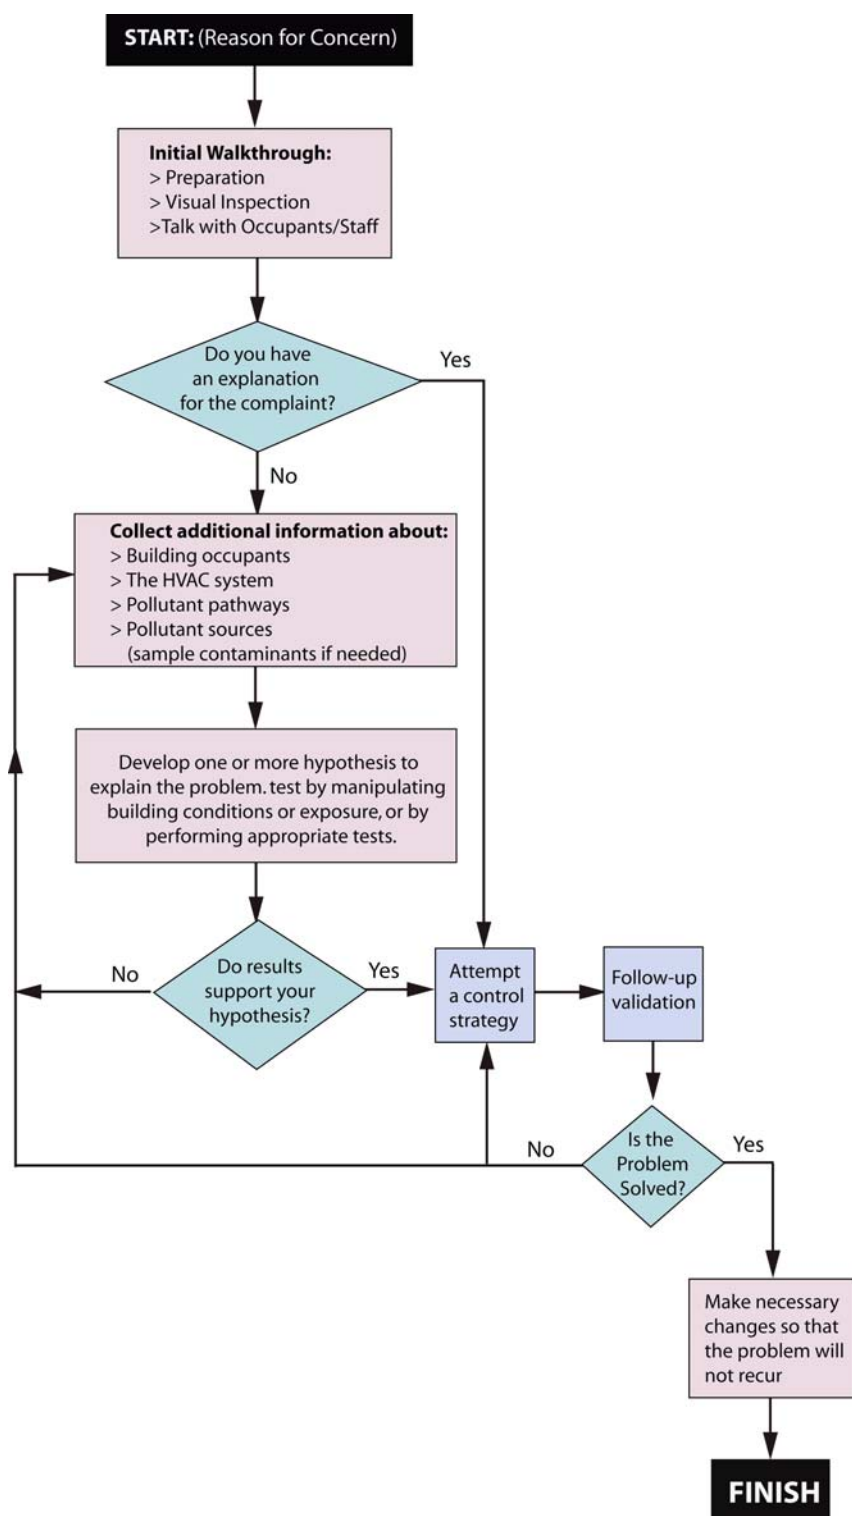 START: (Reason for Concern)
Initial Walkthrough:
> Preparation
> Visual Inspection
>Talk with Occupants/Staff
Do you have
an explanation
for the complaint?
Yes
No
Collect additional information about:
> Building occupants
> The HVAC system
> Pollutant pathways
> Pollutant sources
(sample contaminants if needed)
Develop one or more hypothesis to
explain the problem. test by manipulating
building conditions or exposure, or by
performing appropriate tests.
No
Do results
support your
hypothesis?
Yes
Attempt
a control
strategy
Follow-up
validation
No
Is the
Problem
Solved?
Yes
Make necessary
changes so that
the problem will
not recur
FINISH